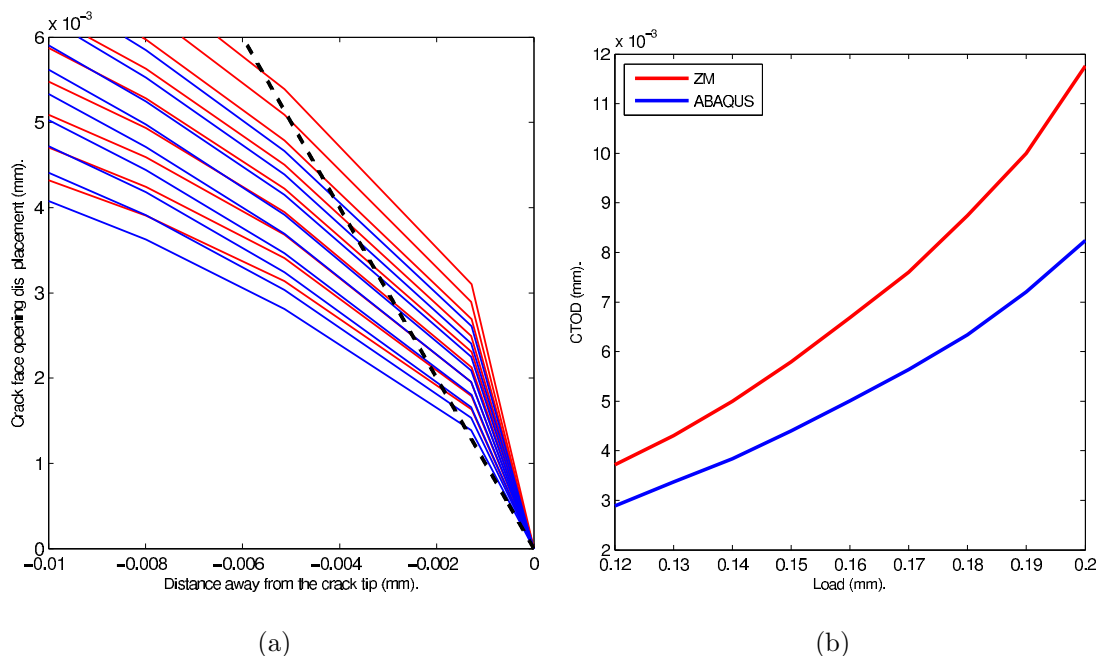 x 10⁻³
6
5
4
3
2
1
0
Crack face opening dis placement (mm).
−0.01 −0.008 −0.006 −0.004 −0.002 0
Distance away from the crack tip (mm).
(a)
x 10⁻³
12
11
10
9
8
7
6
5
4
3
2
CTOD (mm).
ZM
ABAQUS
0.12 0.13 0.14 0.15 0.16 0.17 0.18 0.19 0.2
Load (mm).
(b)